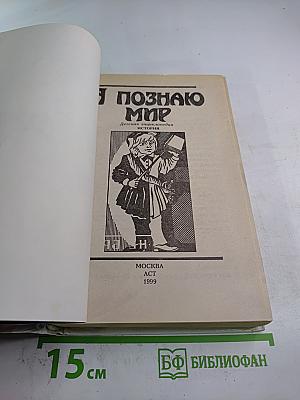 Я ПОЗНАЮ
МИР
Детская энциклопедия
ИСТОРИЯ
МОСКВА
АСТ
1999
15 см
БФ БИБЛИОФАН